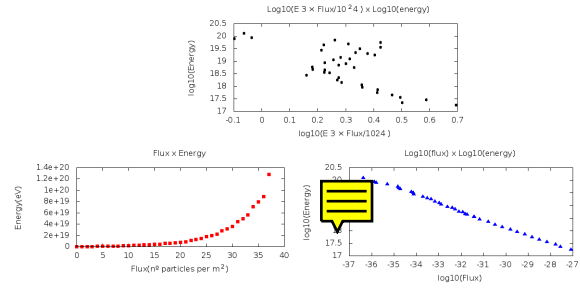 Log10(E 3 × Flux/10^24 ) x Log10(energy)
20.5
20
19.5
19
18.5
18
17.5
17
log10(Energy)
-0.1 0 0.1 0.2 0.3 0.4 0.5 0.6 0.7
log10(E 3 × Flux/1024 )
Flux x Energy
1.4e+20
1.2e+20
1e+20
8e+19
6e+19
4e+19
2e+19
0
Energy(eV)
0 5 10 15 20 25 30 35 40
Flux(nº particles per m²)
Log10(flux) x Log10(energy)
20.5
20
18
17.5
17
log10(Energy)
-37 -36 -35 -34 -33 -32 -31 -30 -29 -28 -27
log10(Flux)